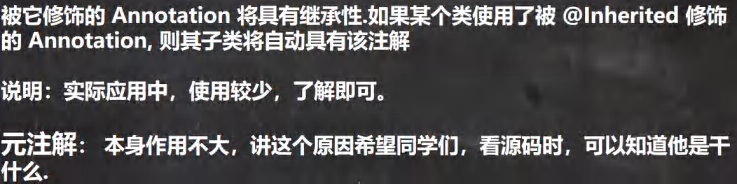 被它修饰的 Annotation 将具有继承性.如果某个类使用了被 @Inherited 修饰
的 Annotation, 则其子类将自动具有该注解
说明：实际应用中，使用较少，了解即可。
元注解： 本身作用不大，讲这个原因希望同学们，看源码时，可以知道他是干
什么.